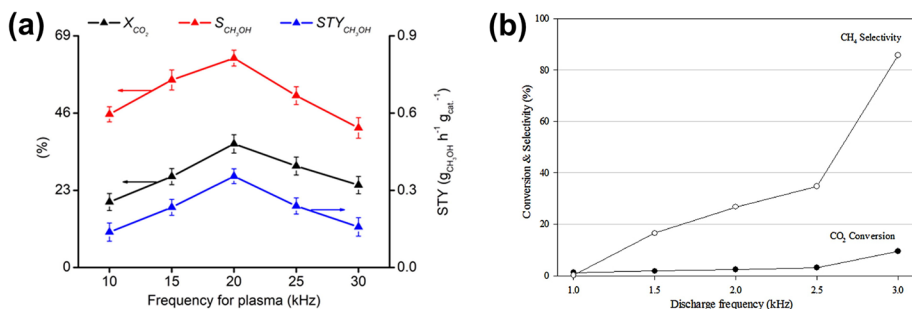 (a)
X_CO2 S_CH3OH STY_CH3OH
69
46
23
0
(%)
10 15 20 25 30
Frequency for plasma (kHz)
0.9
0.6
0.3
0.0
STY (g_CH3OH h⁻¹ g_cat.⁻¹)
(b)
100
80
60
40
20
0
Conversion & Selectivity (%)
CH₄ Selectivity
CO₂ Conversion
1.0 1.5 2.0 2.5 3.0
Discharge frequency (kHz)